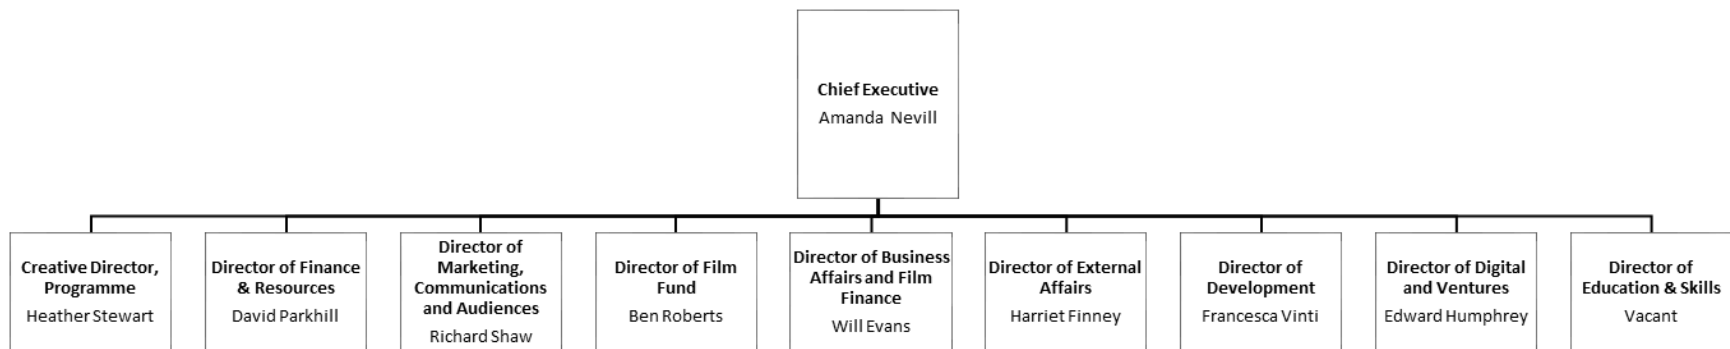 Chief Executive
Amanda Nevill
Creative Director,
Programme
Heather Stewart
Director of Finance
& Resources
David Parkhill
Director of
Marketing,
Communications
and Audiences
Richard Shaw
Director of Film
Fund
Ben Roberts
Director of Business
Affairs and Film
Finance
Will Evans
Director of External
Affairs
Harriet Finney
Director of
Development
Francesca Vinti
Director of Digital
and Ventures
Edward Humphrey
Director of
Education & Skills
Vacant